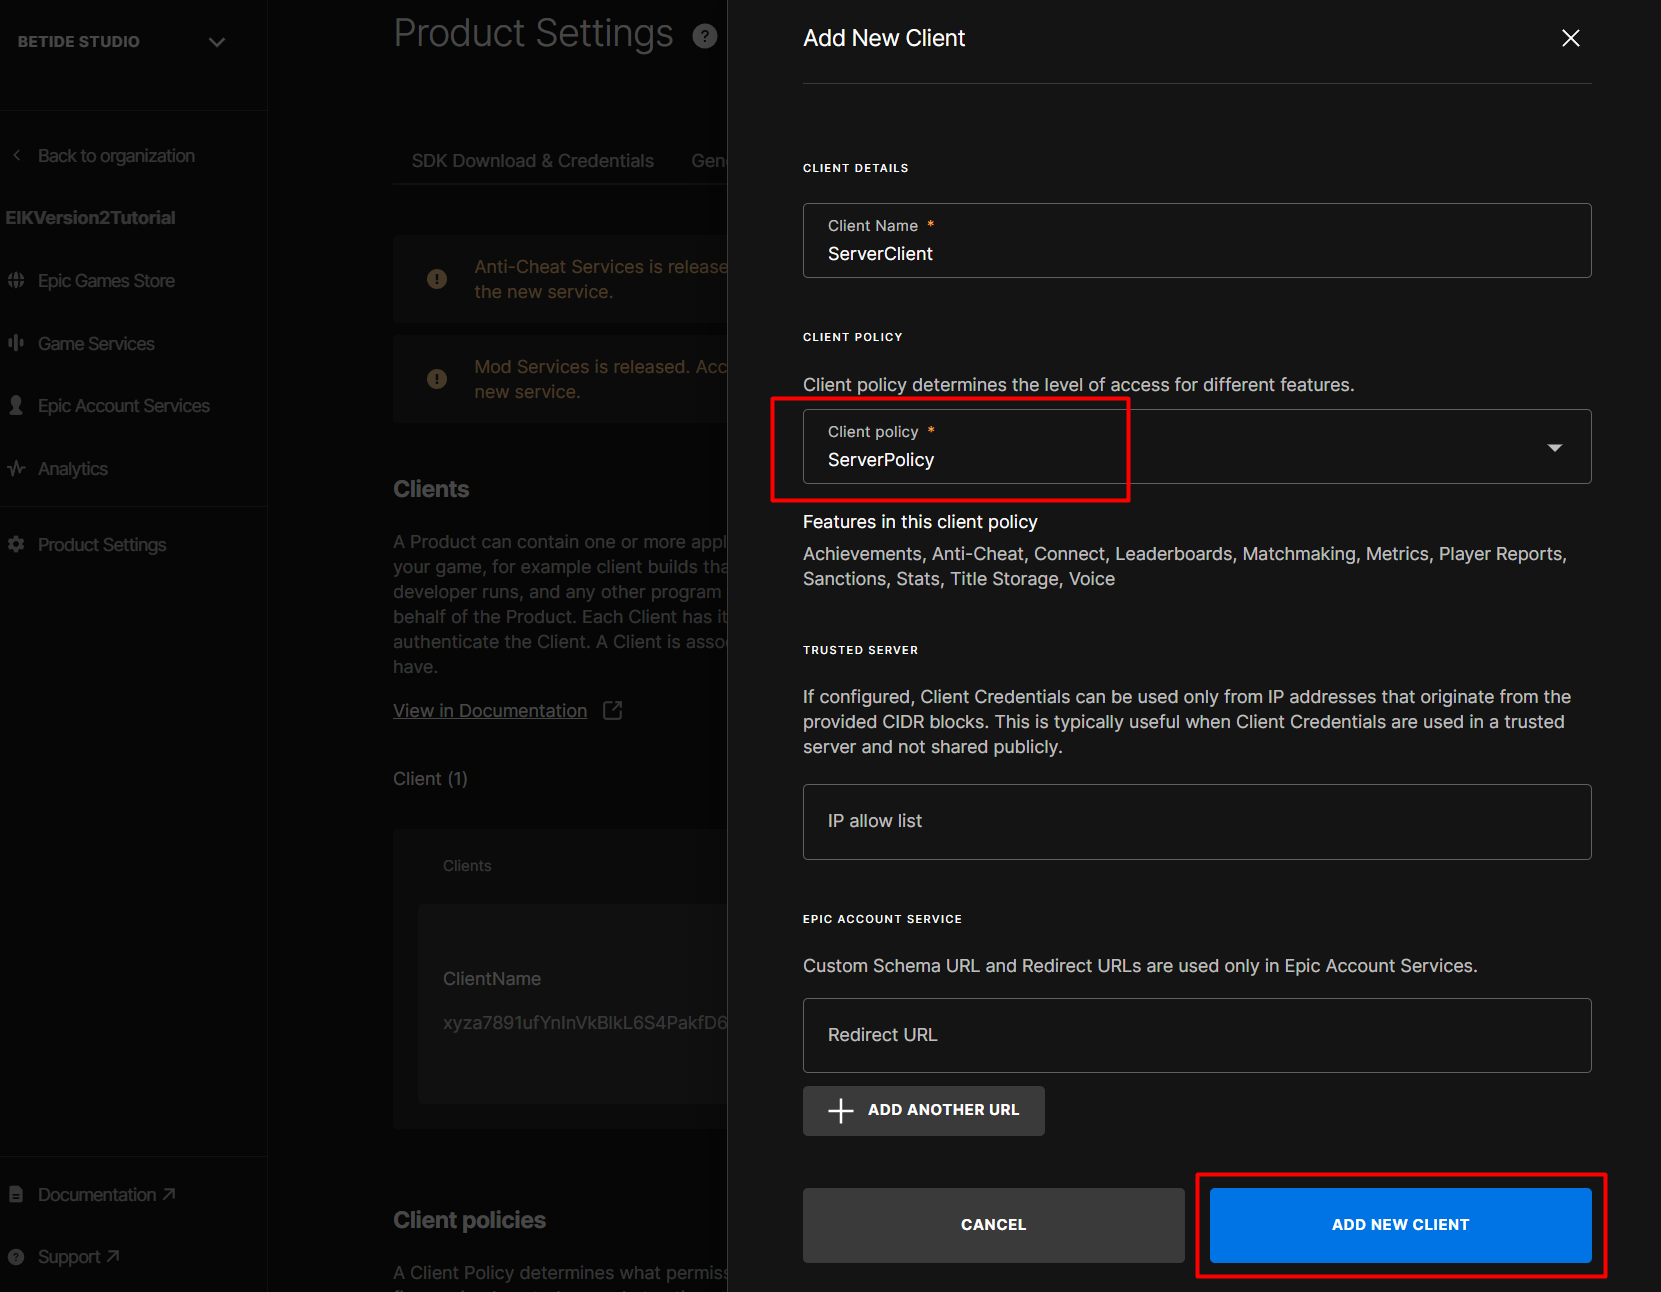 BETIDE STUDIO
Back to organization
EIKVersion2Tutorial
Epic Games Store
Game Services
Epic Account Services
Analytics
Product Settings
Documentation
Support
Product Settings ?
SDK Download & Credentials Gen
Anti-Cheat Services is release
the new service.
Mod Services is released. Acc
new service.
Clients
A Product can contain one or more appl
your game, for example client builds tha
developer runs, and any other program
behalf of the Product. Each Client has it
authenticate the Client. A Client is asso
have.
View in Documentation
Client (1)
Clients
ClientName
xyza7891ufYnInVkBlkL6S4PakfD6
Client policies
A Client Policy determines what permis
Add New Client
CLIENT DETAILS
Client Name *
ServerClient
CLIENT POLICY
Client policy determines the level of access for different features.
Client policy *
ServerPolicy
Features in this client policy
Achievements, Anti-Cheat, Connect, Leaderboards, Matchmaking, Metrics, Player Reports,
Sanctions, Stats, Title Storage, Voice
TRUSTED SERVER
If configured, Client Credentials can be used only from IP addresses that originate from the
provided CIDR blocks. This is typically useful when Client Credentials are used in a trusted
server and not shared publicly.
IP allow list
EPIC ACCOUNT SERVICE
Custom Schema URL and Redirect URLs are used only in Epic Account Services.
Redirect URL
ADD ANOTHER URL
CANCEL
ADD NEW CLIENT